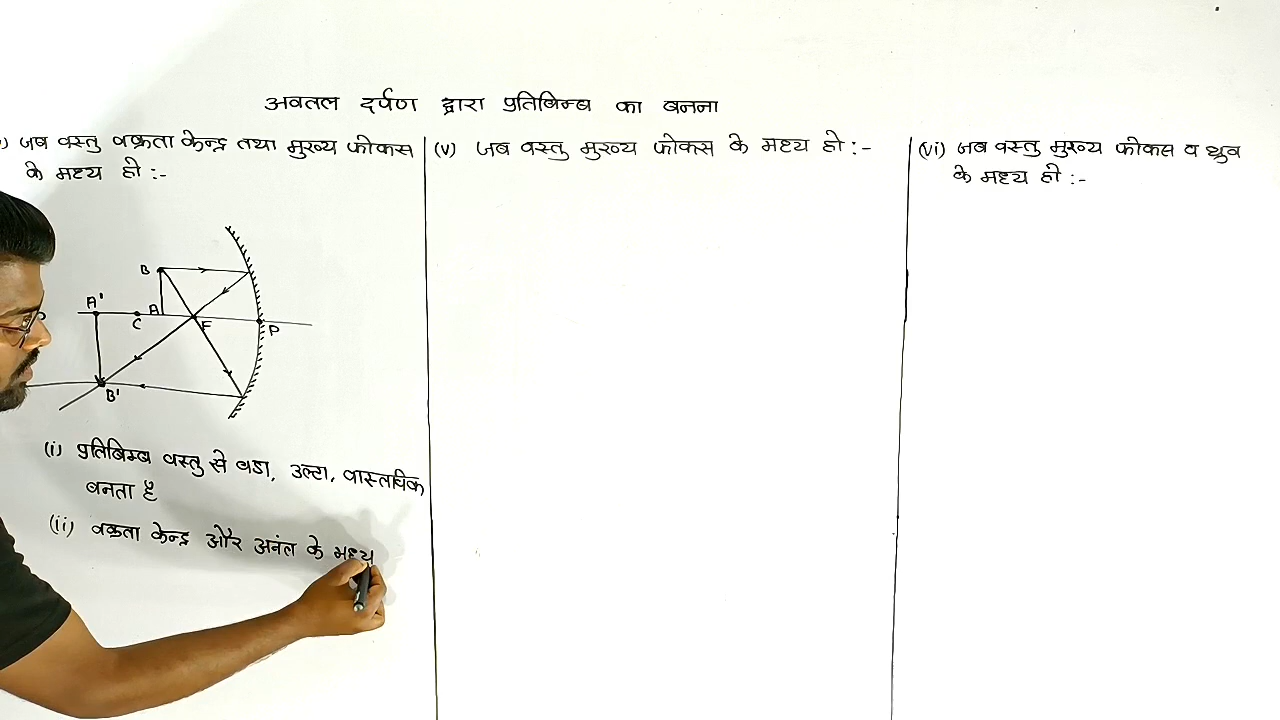 अवतल दर्पण द्वारा प्रतिबिम्ब का बनना
) जब वस्तु वक्रता केन्द्र तथा मुख्य फोकस
के मध्य हो :-
B
A'
C
A
F
P
B'
(i) प्रतिबिम्ब वस्तु से बडा, उल्टा, वास्तविक
बनता है
(ii) वक्रता केन्द्र और अनंत के मध्य
(v) जब वस्तु मुख्य फोकस के मध्य हो :-
(vi) जब वस्तु मुख्य फोकस व ध्रुव
के मध्य हो :-